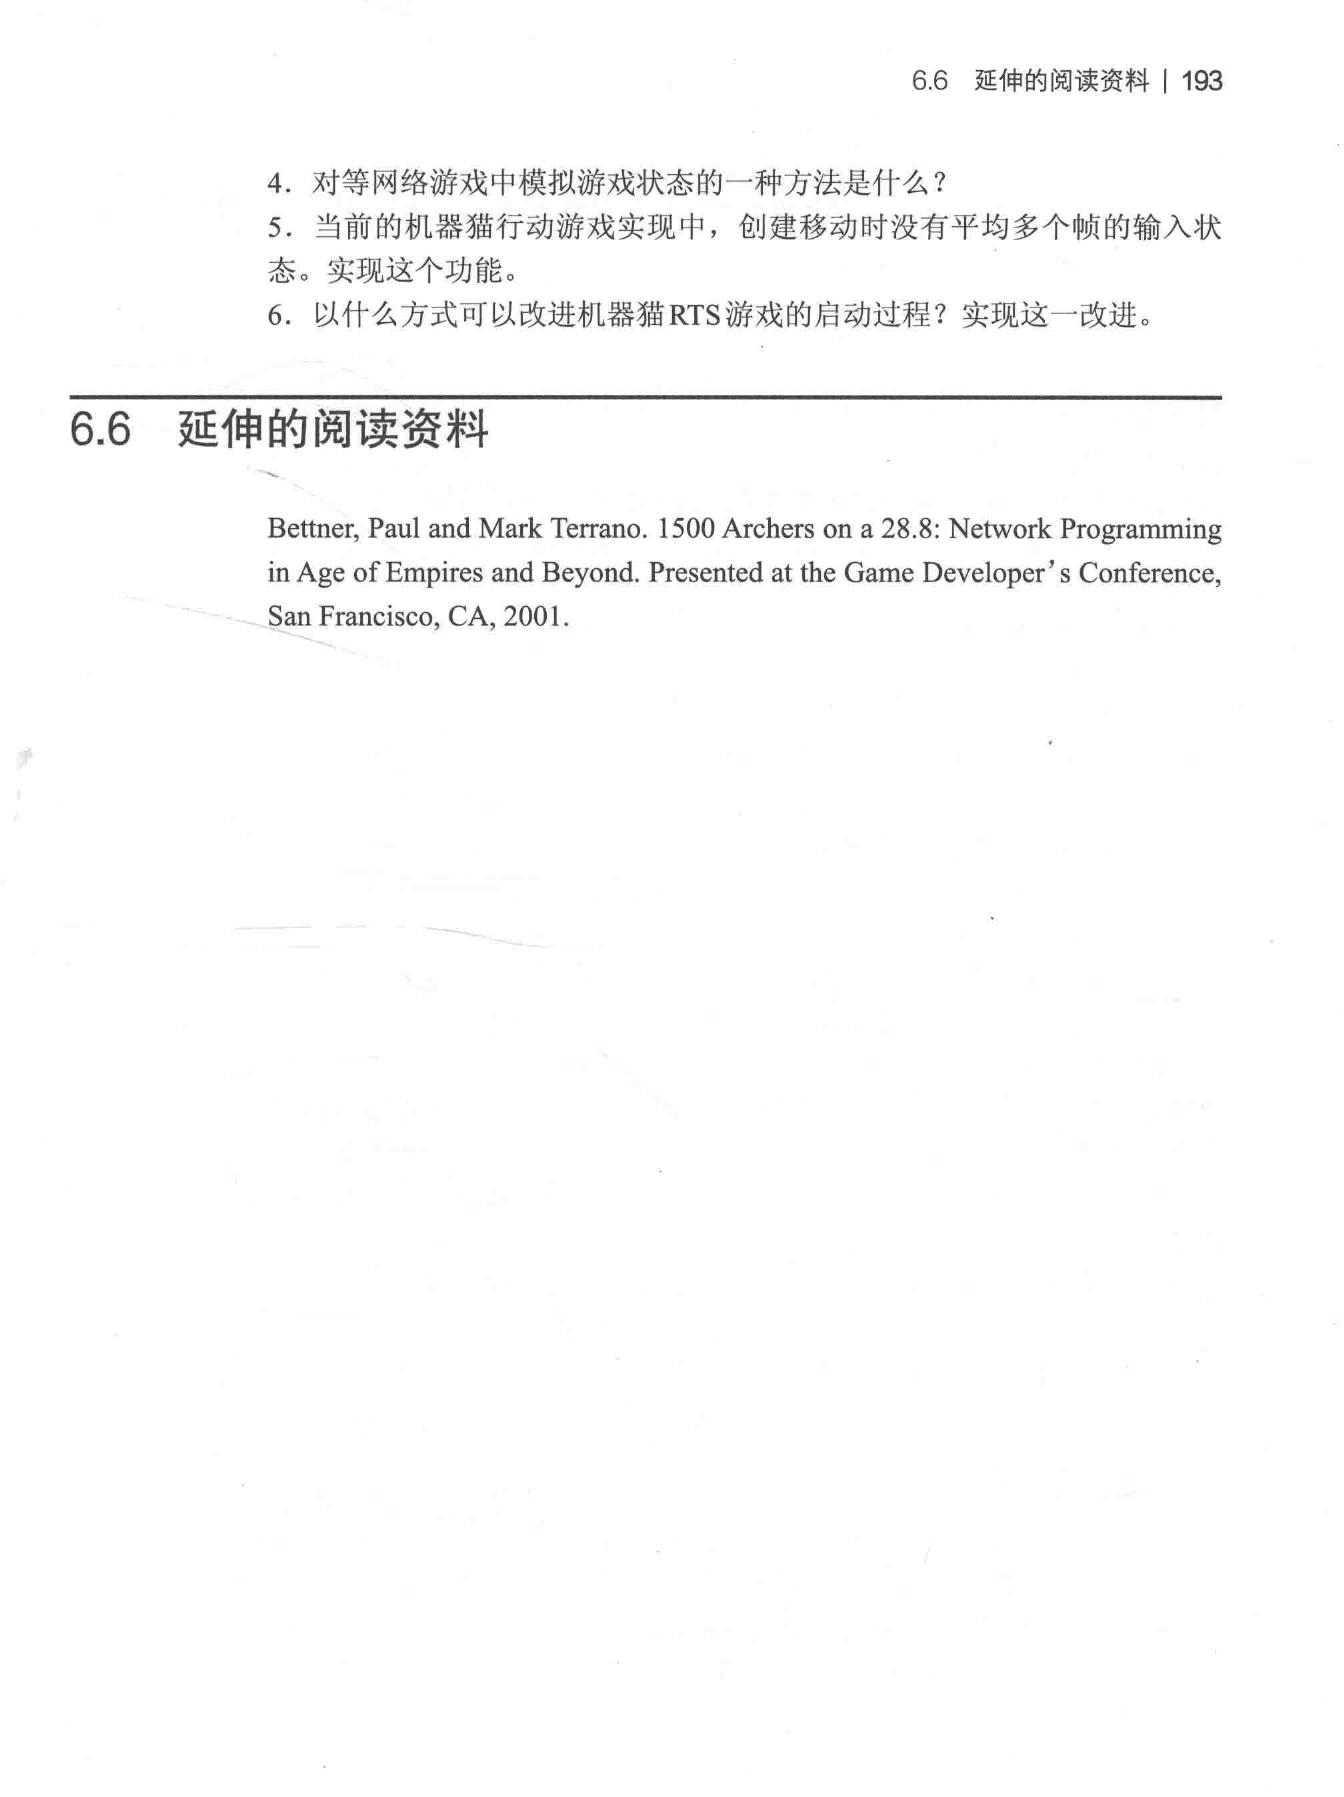 6.6 延伸的阅读资料 | 193
4．对等网络游戏中模拟游戏状态的一种方法是什么？
5．当前的机器猫行动游戏实现中，创建移动时没有平均多个帧的输入状
态。实现这个功能。
6．以什么方式可以改进机器猫RTS游戏的启动过程？实现这一改进。
6.6 延伸的阅读资料
Bettner, Paul and Mark Terrano. 1500 Archers on a 28.8: Network Programming
in Age of Empires and Beyond. Presented at the Game Developer’s Conference,
San Francisco, CA, 2001.